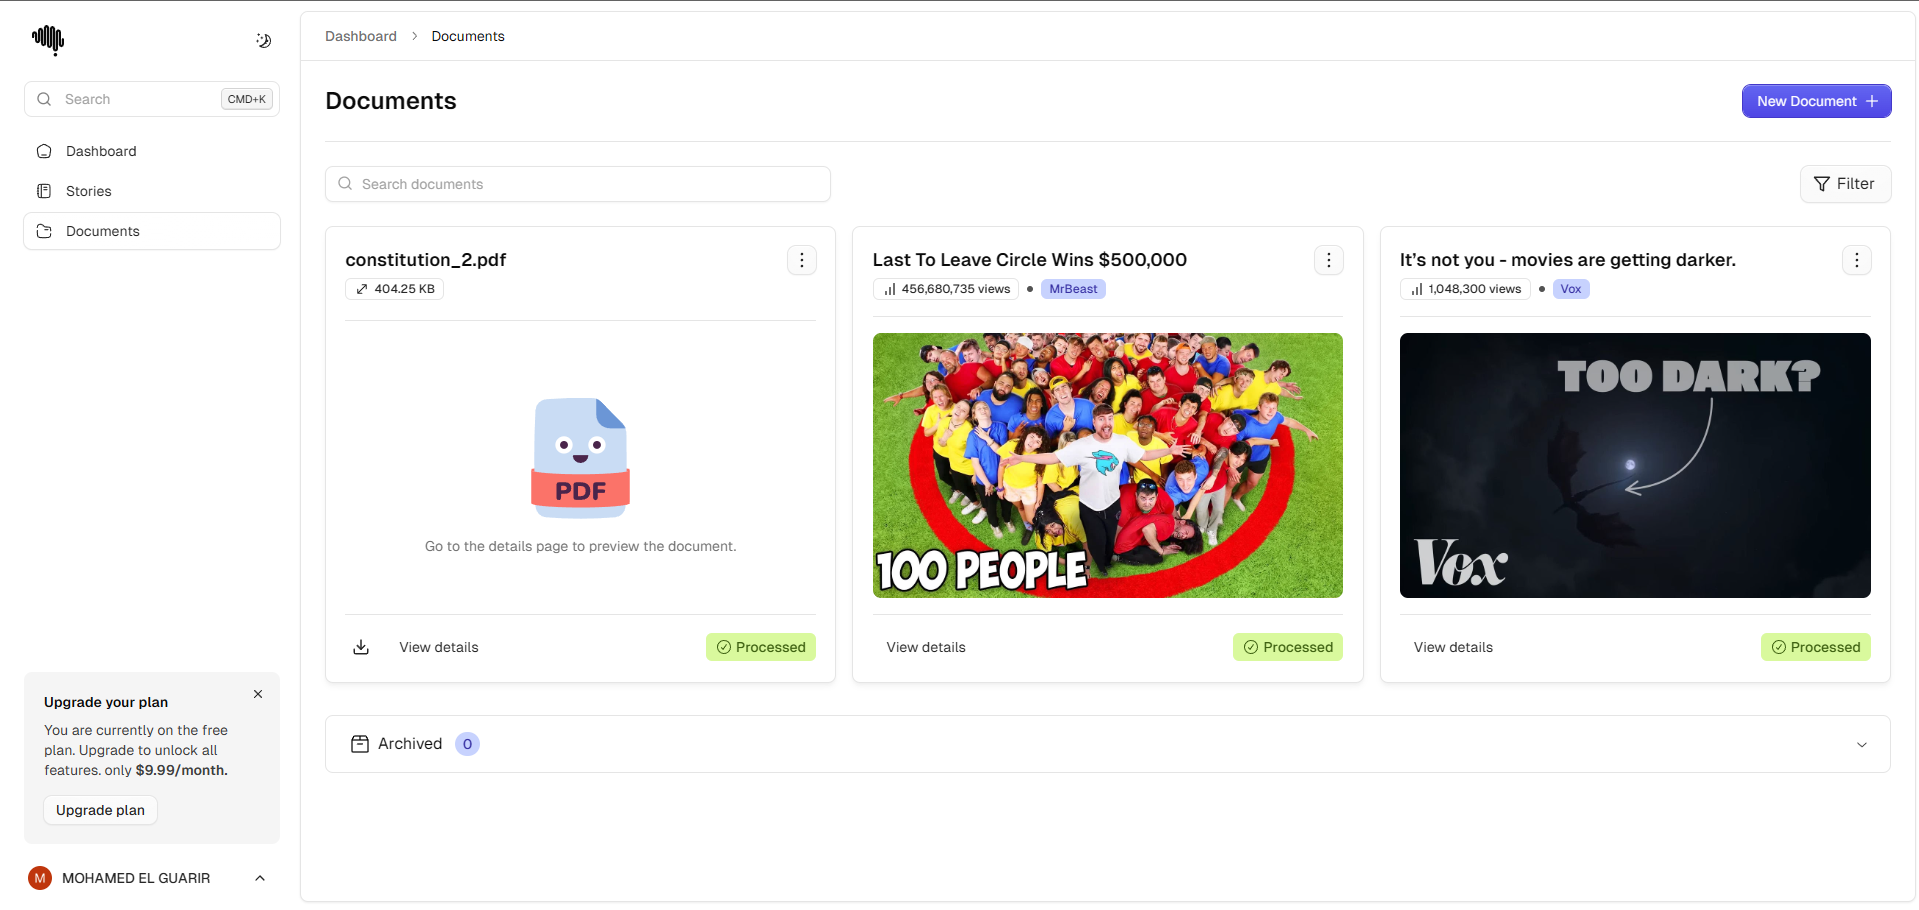 Search
CMD+K
Dashboard
Stories
Documents
Upgrade your plan
You are currently on the free
plan. Upgrade to unlock all
features. only $9.99/month.
Upgrade plan
M
MOHAMED EL GUARIR
Dashboard > Documents
Documents
New Document +
Search documents
Filter
constitution_2.pdf
404.25 KB
PDF
Go to the details page to preview the document.
View details
Processed
Last To Leave Circle Wins $500,000
456,680,735 views • MrBeast
100 PEOPLE
View details
Processed
It’s not you - movies are getting darker.
1,048,300 views • Vox
TOO DARK?
Vox
View details
Processed
Archived 0